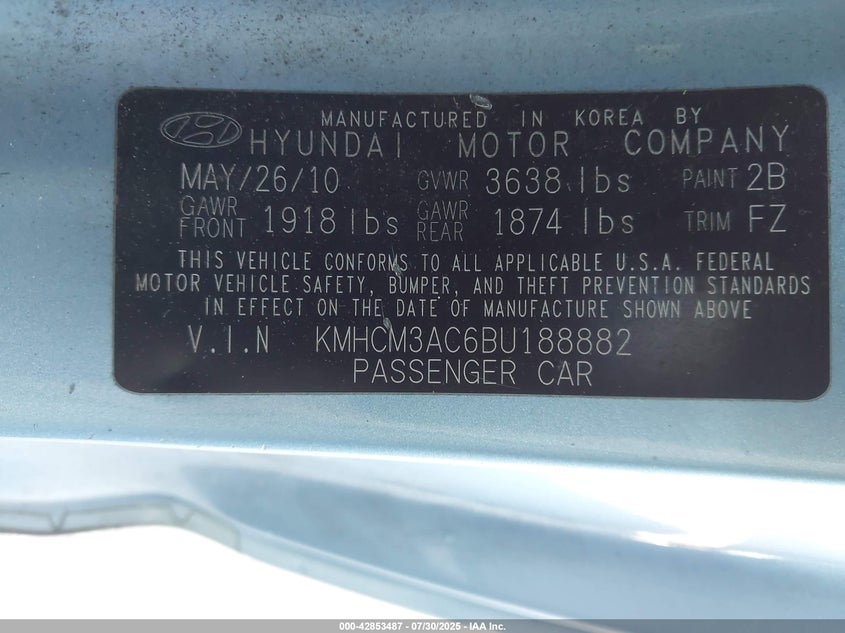 MANUFACTURED IN KOREA BY
HYUNDAI MOTOR COMPANY
MAY/26/10 GVWR 3638 lbs PAINT 2B
GAWR FRONT 1918 lbs GAWR REAR 1874 lbs TRIM FZ
THIS VEHICLE CONFORMS TO ALL APPLICABLE U.S.A. FEDERAL
MOTOR VEHICLE SAFETY, BUMPER, AND THEFT PREVENTION STANDARDS
IN EFFECT ON THE DATE OF MANUFACTURE SHOWN ABOVE
V.I.N KMHCM3AC6BU188882
PASSENGER CAR
000-42853487 - 07/30/2025 - IAA Inc.